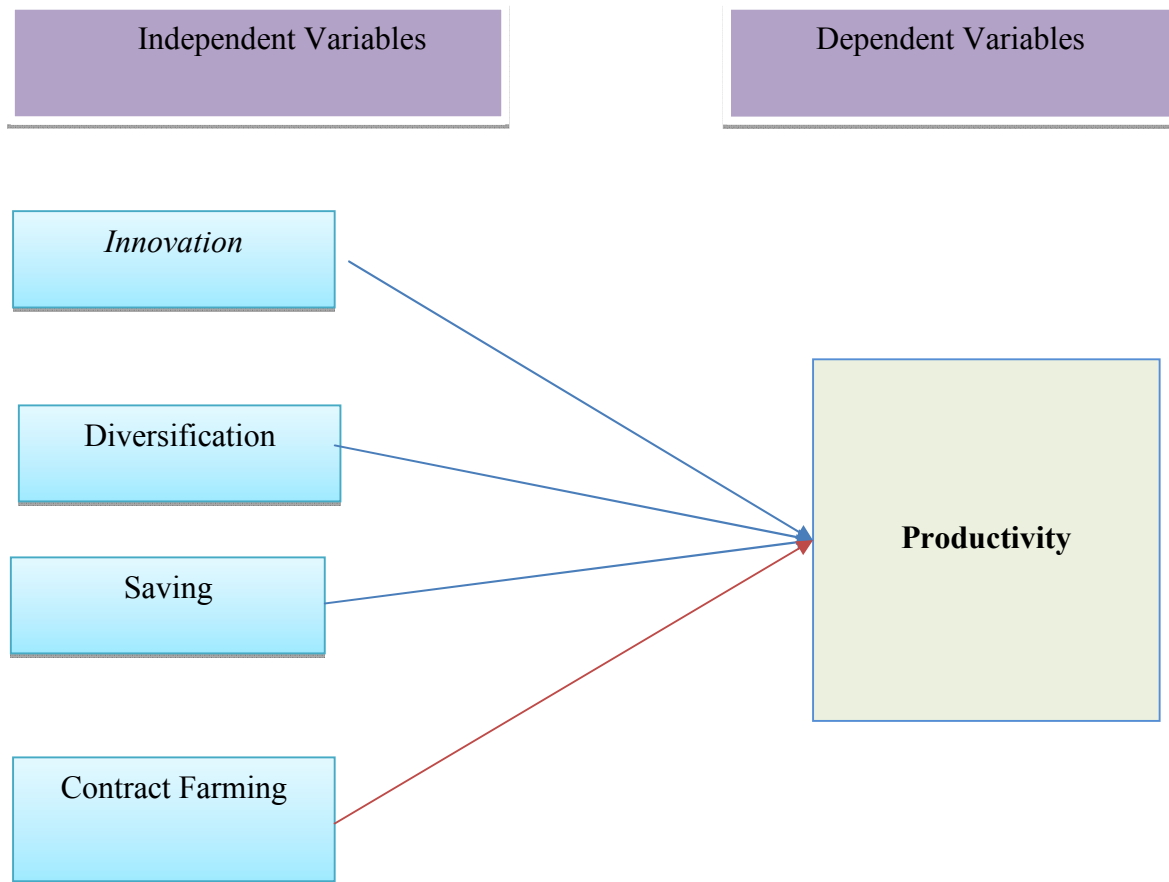 Independent Variables
Dependent Variables
Innovation
Diversification
Saving
Contract Farming
Productivity